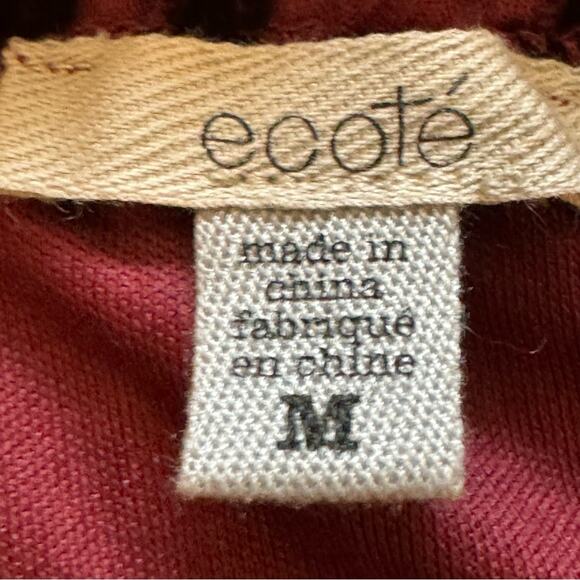 ecoté
made in
china
fabriqué
en chine
M